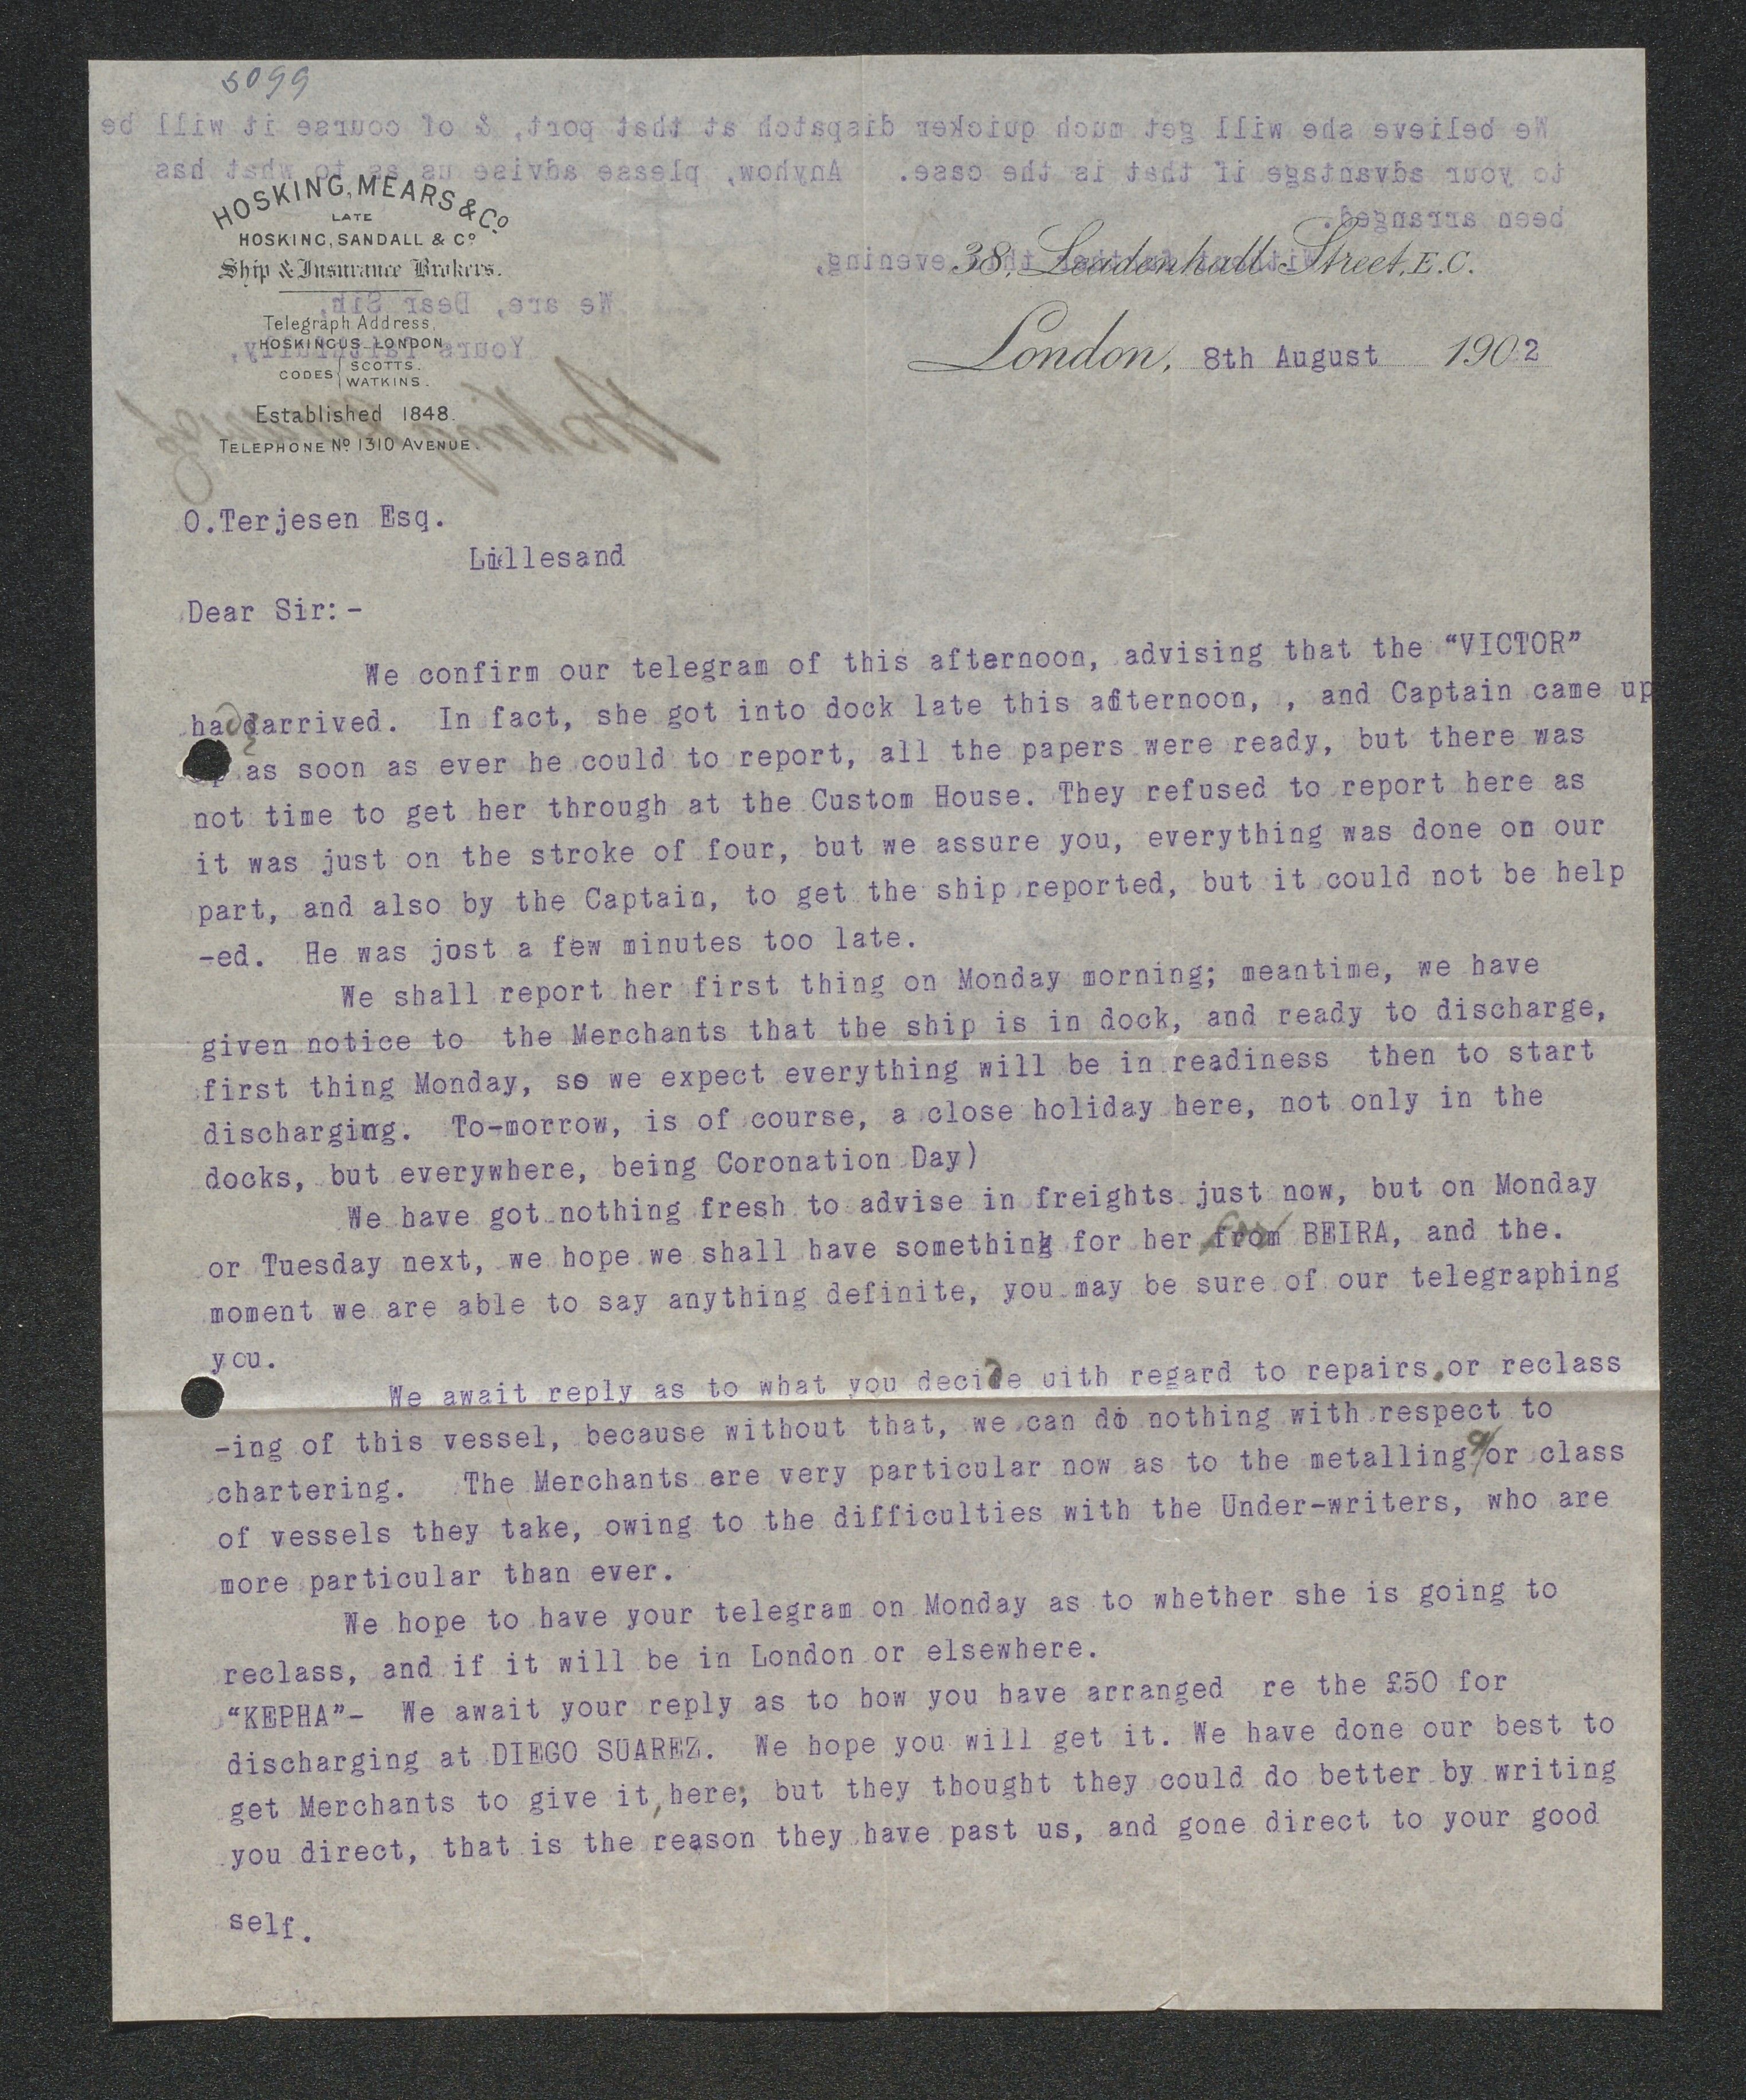 5099
HOSKING, MEARS & Cº
LATE
HOSKING, SANDALL & Cº
Ship & Insurance Brokers.
Telegraph Address,
HOSKINGUS_LONDON.
CODES { SCOTTS.
WATKINS.
Established 1848.
TELEPHONE Nº 1310 AVENUE.
38, Leadenhall Street, E.C.
London, 8th August 1902
O.Terjesen Esq.
Lillesand
Dear Sir:-
We confirm our telegram of this afternoon, advising that the “VICTOR”
had arrived. In fact, she got into dock late this afternoon, , and Captain came up
up as soon as ever he could to report, all the papers were ready, but there was
not time to get her through at the Custom House. They refused to report here as
it was just on the stroke of four, but we assure you, everything was done on our
part, and also by the Captain, to get the ship reported, but it could not be help
-ed. He was just a few minutes too late.
We shall report her first thing on Monday morning; meantime, we have
given notice to the Merchants that the ship is in dock, and ready to discharge,
first thing Monday, so we expect everything will be in readiness then to start
discharging. To-morrow, is of course, a close holiday here, not only in the
docks, but everywhere, being Coronation Day)
We have got nothing fresh to advise in freights just now, but on Monday
or Tuesday next, we hope we shall have something for her from BEIRA, and the.
moment we are able to say anything definite, you may be sure of our telegraphing
you.
We await reply as to what you decide with regard to repairs, or reclass
-ing of this vessel, because without that, we can do nothing with respect to
chartering. The Merchants are very particular now as to the metalling or class
of vessels they take, owing to the difficulties with the Under-writers, who are
more particular than ever.
We hope to have your telegram on Monday as to whether she is going to
reclass, and if it will be in London or elsewhere.
“KEPHA”- We await your reply as to how you have arranged re the £50 for
discharging at DIEGO SUAREZ. We hope you will get it. We have done our best to
get Merchants to give it, here; but they thought they could do better by writing
you direct, that is the reason they have past us, and gone direct to your good
self.